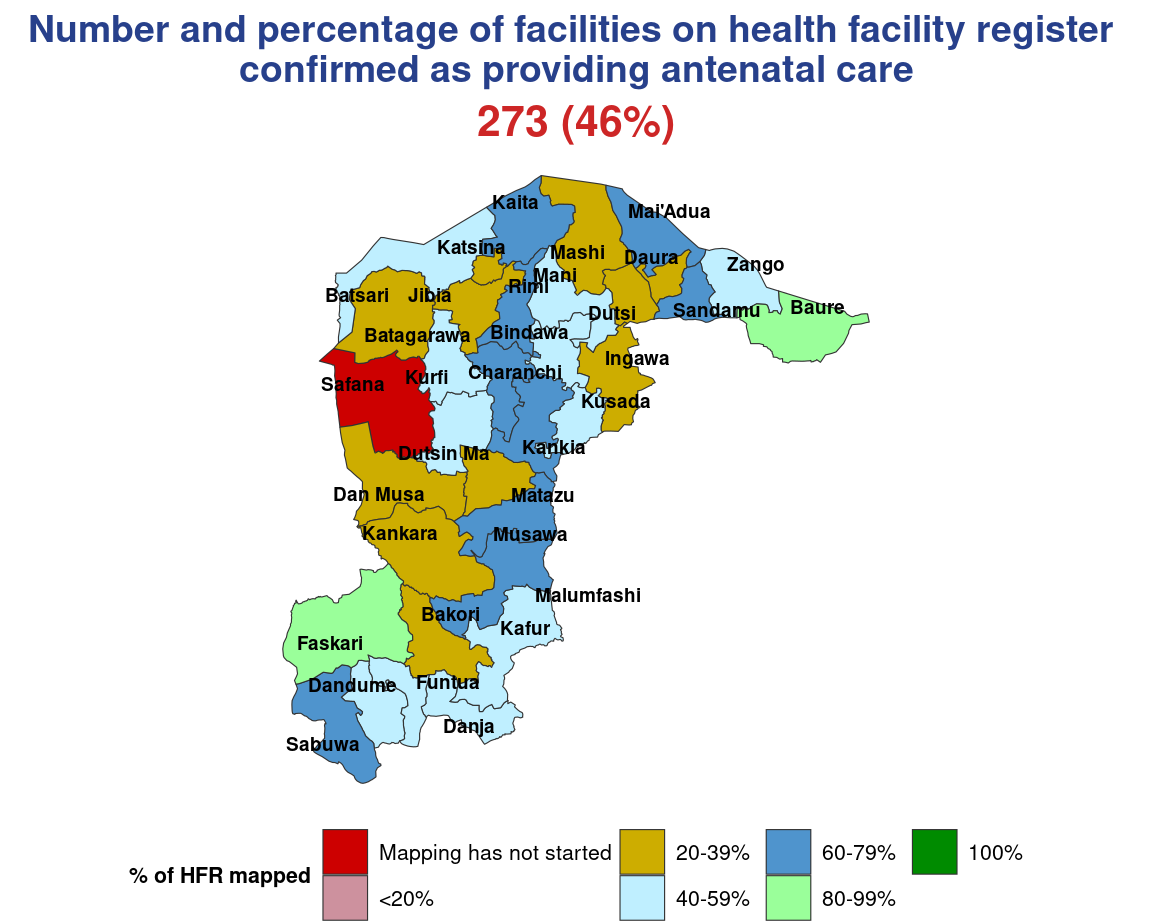 Number and percentage of facilities on health facility register
confirmed as providing antenatal care
273 (46%)
Kaita
Mai'Adua
Katsina
Mashi
Daura
Zango
Mani
Rimi
Batsari
Jibia
Baure
Dutsi
Sandamu
Batagarawa
Bindawa
Ingawa
Charanchi
Kurfi
Safana
Kusada
Kankia
Dutsin Ma
Dan Musa
Matazu
Kankara
Musawa
Malumfashi
Bakori
Kafur
Faskari
Dandume
Funtua
Danja
Sabuwa
% of HFR mapped
Mapping has not started
<20%
20-39%
40-59%
60-79%
80-99%
100%